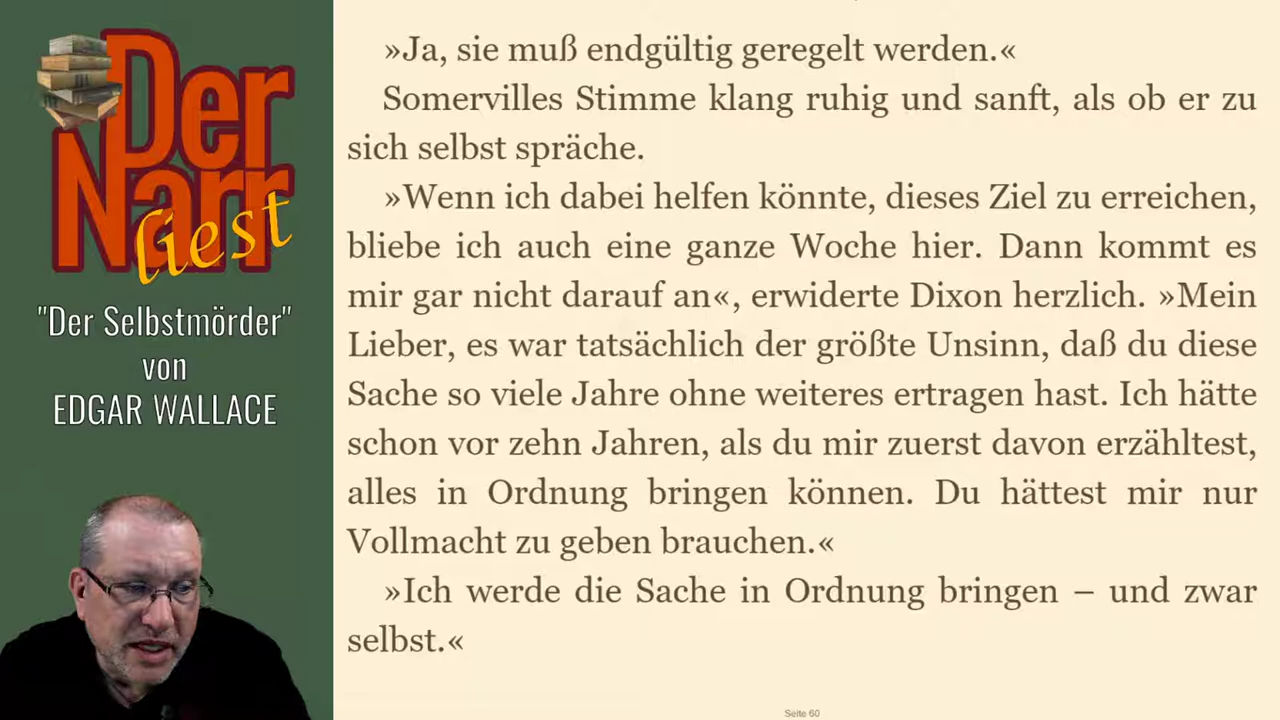 Der
Narr
liest
"Der Selbstmörder"
von
EDGAR WALLACE
»Ja, sie muß endgültig geregelt werden.«
Somervilles Stimme klang ruhig und sanft, als ob er zu
sich selbst spräche.
»Wenn ich dabei helfen könnte, dieses Ziel zu erreichen,
bliebe ich auch eine ganze Woche hier. Dann kommt es
mir gar nicht darauf an«, erwiderte Dixon herzlich. »Mein
Lieber, es war tatsächlich der größte Unsinn, daß du diese
Sache so viele Jahre ohne weiteres ertragen hast. Ich hätte
schon vor zehn Jahren, als du mir zuerst davon erzähltest,
alles in Ordnung bringen können. Du hättest mir nur
Vollmacht zu geben brauchen.«
»Ich werde die Sache in Ordnung bringen – und zwar
selbst.«
Seite 60